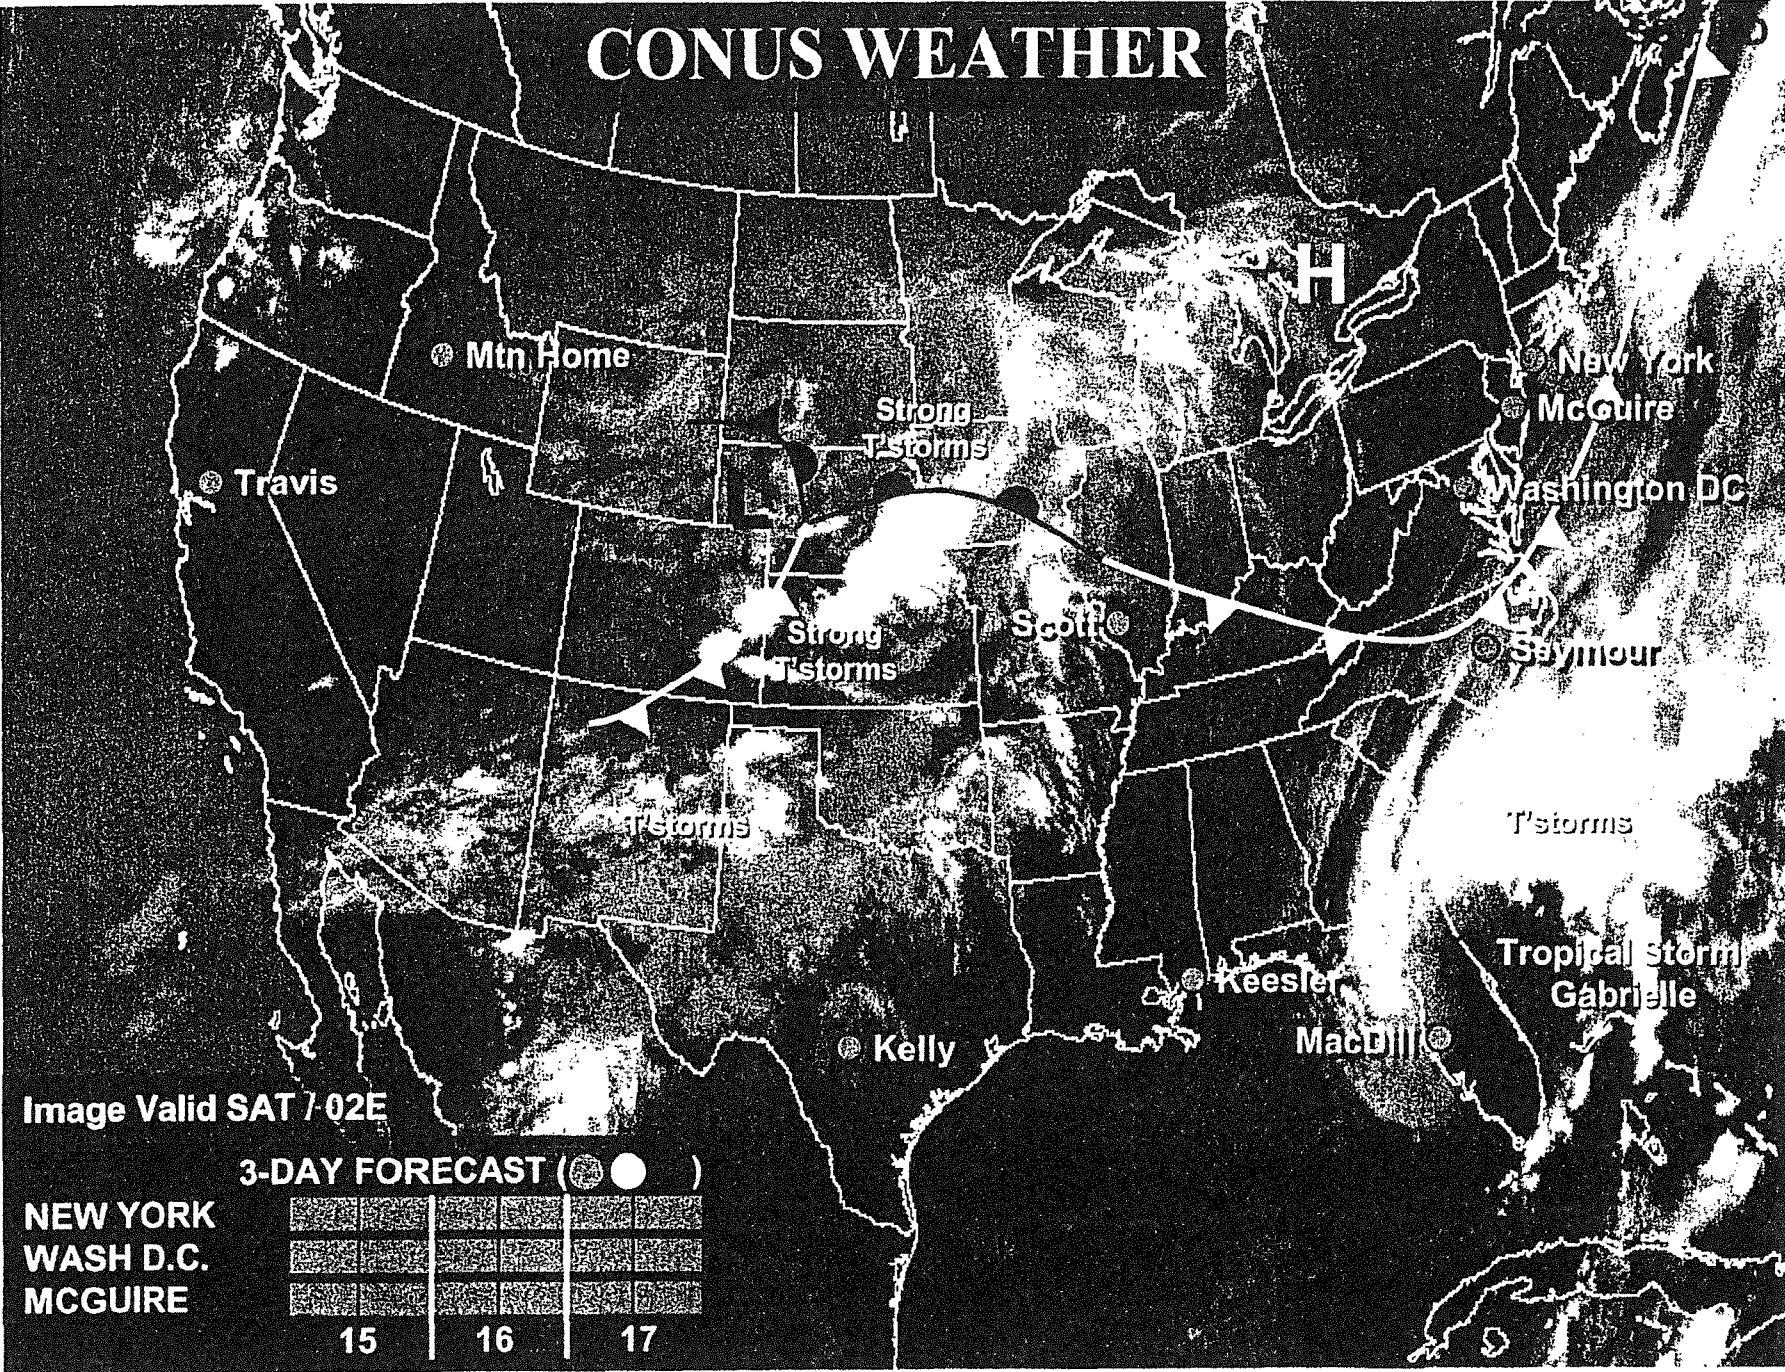 CONUS WEATHER
H
Mtn Home
New York
Strong
T'storms
McGuire
Travis
Washington DC
Scott
Strong
T'storms
Seymour
T'storms
T'storms
Tropical Storm
Gabrielle
Keesler
MacDill
Kelly
Image Valid SAT / 02E
3-DAY FORECAST ( )
NEW YORK
WASH D.C.
MCGUIRE
15 16 17